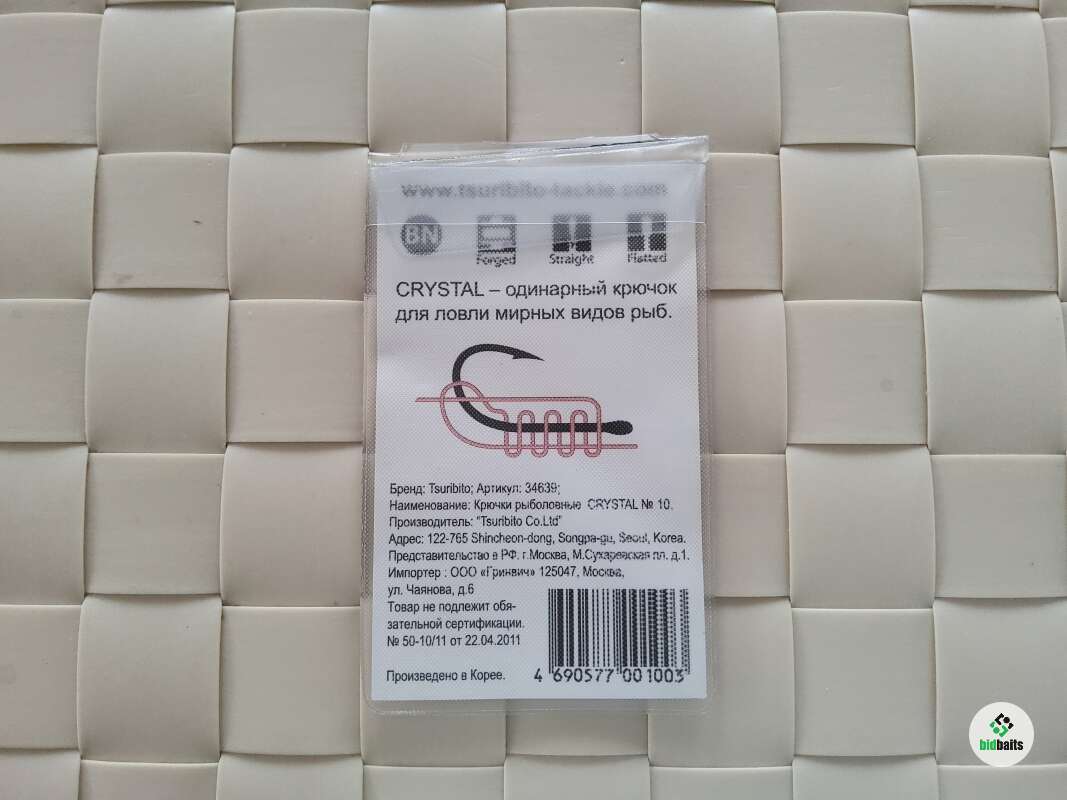 www.tsuribito-tackle.com
BN
Forged Straight Flatted
CRYSTAL – одинарный крючок
для ловли мирных видов рыб.
Бренд: Tsuribito; Артикул: 34639;
Наименование: Крючки рыболовные CRYSTAL № 10.
Производитель: "Tsuribito Co.Ltd"
Адрес: 122-765 Shincheon-dong, Songpa-gu, Seoul, Korea.
Представительство в РФ. г.Москва, М.Сухаревская пл. д.1.
Импортер : ООО «Гринвич» 125047, Москва,
ул. Чаянова, д.6
Товар не подлежит обя-
зательной сертификации.
№ 50-10/11 от 22.04.2011
Произведено в Корее.
4 690577 001003
bidbaits